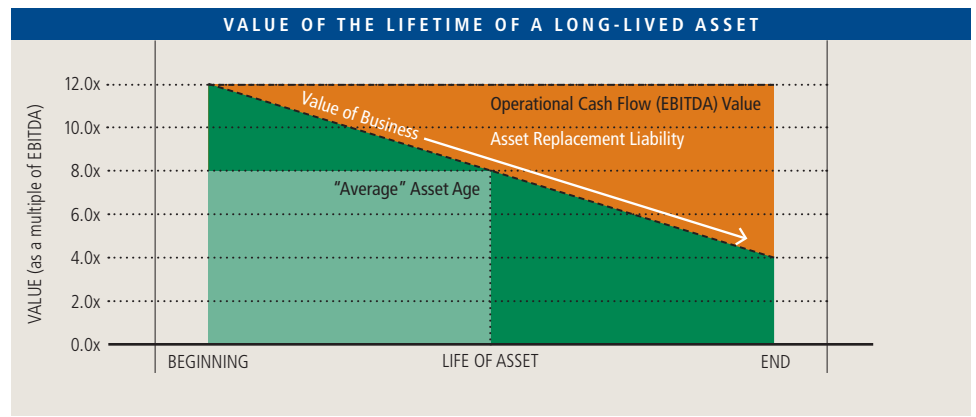 VALUE OF THE LIFETIME OF A LONG-LIVED ASSET
VALUE (as a multiple of EBITDA)
12.0x
10.0x
8.0x
6.0x
4.0x
2.0x
0.0x
Value of Business
Operational Cash Flow (EBITDA) Value
Asset Replacement Liability
“Average” Asset Age
BEGINNING
LIFE OF ASSET
END